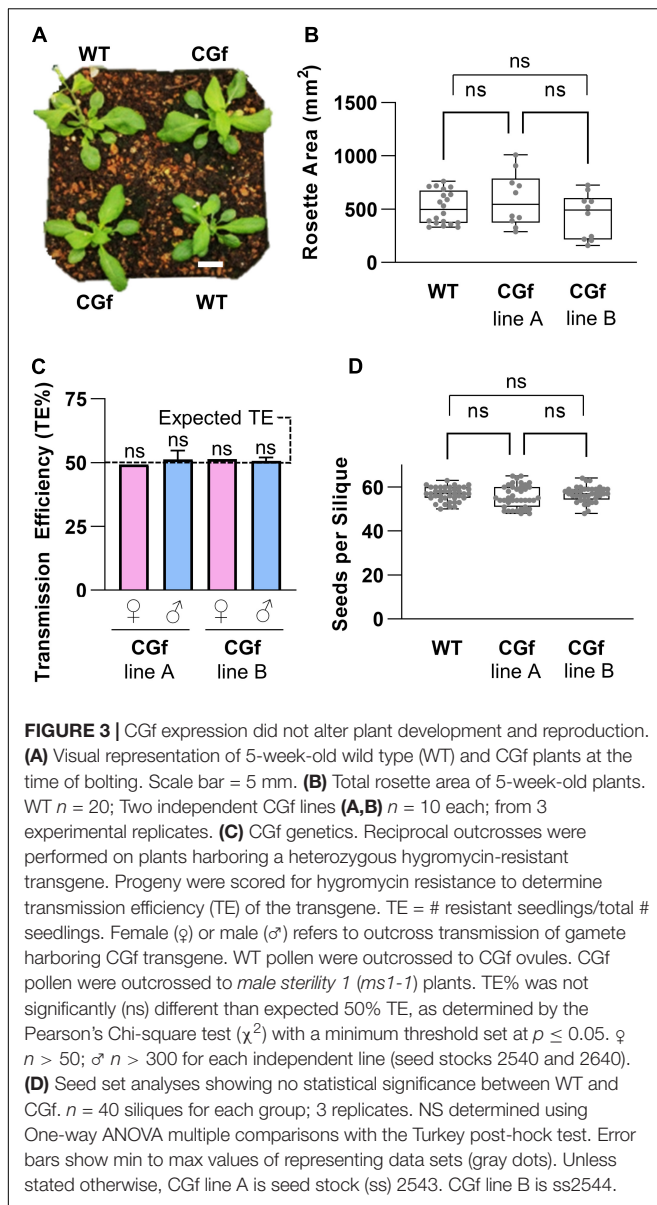 A
WT
CGf
CGf
WT
B
ns
ns
ns
Rosette Area (mm²)
1500
1000
500
0
WT
CGf
line A
CGf
line B
C
Transmission Efficiency (TE%)
75
50
25
0
Expected TE
ns
ns
ns
ns
♀ ♂ ♀ ♂
CGf
line A
CGf
line B
D
ns
ns
ns
Seeds per Silique
60
40
20
0
WT
CGf
line A
CGf
line B
FIGURE 3 | CGf expression did not alter plant development and reproduction.
(A) Visual representation of 5-week-old wild type (WT) and CGf plants at the
time of bolting. Scale bar = 5 mm. (B) Total rosette area of 5-week-old plants.
WT n = 20; Two independent CGf lines (A,B) n = 10 each; from 3
experimental replicates. (C) CGf genetics. Reciprocal outcrosses were
performed on plants harboring a heterozygous hygromycin-resistant
transgene. Progeny were scored for hygromycin resistance to determine
transmission efficiency (TE) of the transgene. TE = # resistant seedlings/total #
seedlings. Female (♀) or male (♂) refers to outcross transmission of gamete
harboring CGf transgene. WT pollen were outcrossed to CGf ovules. CGf
pollen were outcrossed to male sterility 1 (ms1-1) plants. TE% was not
significantly (ns) different than expected 50% TE, as determined by the
Pearson's Chi-square test (χ²) with a minimum threshold set at p ≤ 0.05. ♀
n > 50; ♂ n > 300 for each independent line (seed stocks 2540 and 2640).
(D) Seed set analyses showing no statistical significance between WT and
CGf. n = 40 siliques for each group; 3 replicates. NS determined using
One-way ANOVA multiple comparisons with the Turkey post-hock test. Error
bars show min to max values of representing data sets (gray dots). Unless
stated otherwise, CGf line A is seed stock (ss) 2543. CGf line B is ss2544.